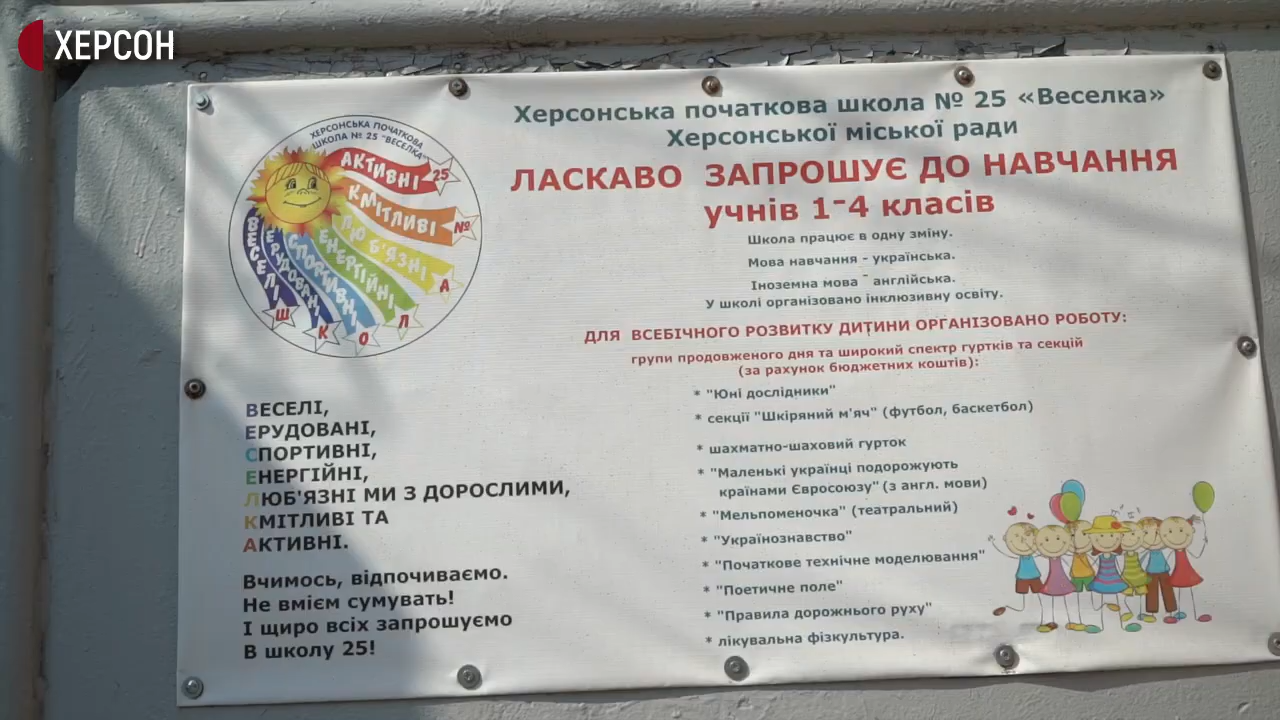 ХЕРСОН
Херсонська початкова школа № 25 «Веселка»
Херсонської міської ради
ЛАСКАВО ЗАПРОШУЄ ДО НАВЧАННЯ
учнів 1-4 класів
Школа працює в одну зміну.
Мова навчання - українська.
Іноземна мова - англійська.
У школі організовано інклюзивну освіту.
ДЛЯ ВСЕБІЧНОГО РОЗВИТКУ ДИТИНИ ОРГАНІЗОВАНО РОБОТУ:
групи продовженого дня та широкий спектр гуртків та секцій
(за рахунок бюджетних коштів):
* "Юні дослідники"
* секції "Шкіряний м'яч" (футбол, баскетбол)
* шахматно-шаховий гурток
* "Маленькі українці подорожують
країнами Євросоюзу" (з англ. мови)
* "Мельпоменочка" (театральний)
* "Українознавство"
* "Початкове технічне моделювання"
* "Поетичне поле"
* "Правила дорожнього руху"
* лікувальна фізкультура.
ХЕРСОНСЬКА ПОЧАТКОВА
ШКОЛА № 25 "ВЕСЕЛКА"
АКТИВНІ 25
КМІТЛИВІ №
ЛЮБ'ЯЗНІ А
ЕНЕРГІЙНІ Л
СПОРТИВНІ О
ЕРУДОВАНІ К
ВЕСЕЛІ Ш
ВЕСЕЛІ,
ЕРУДОВАНІ,
СПОРТИВНІ,
ЕНЕРГІЙНІ,
ЛЮБ'ЯЗНІ МИ З ДОРОСЛИМИ,
КМІТЛИВІ ТА
АКТИВНІ.
Вчимось, відпочиваємо.
Не вмієм сумувать!
І щиро всіх запрошуємо
В школу 25!